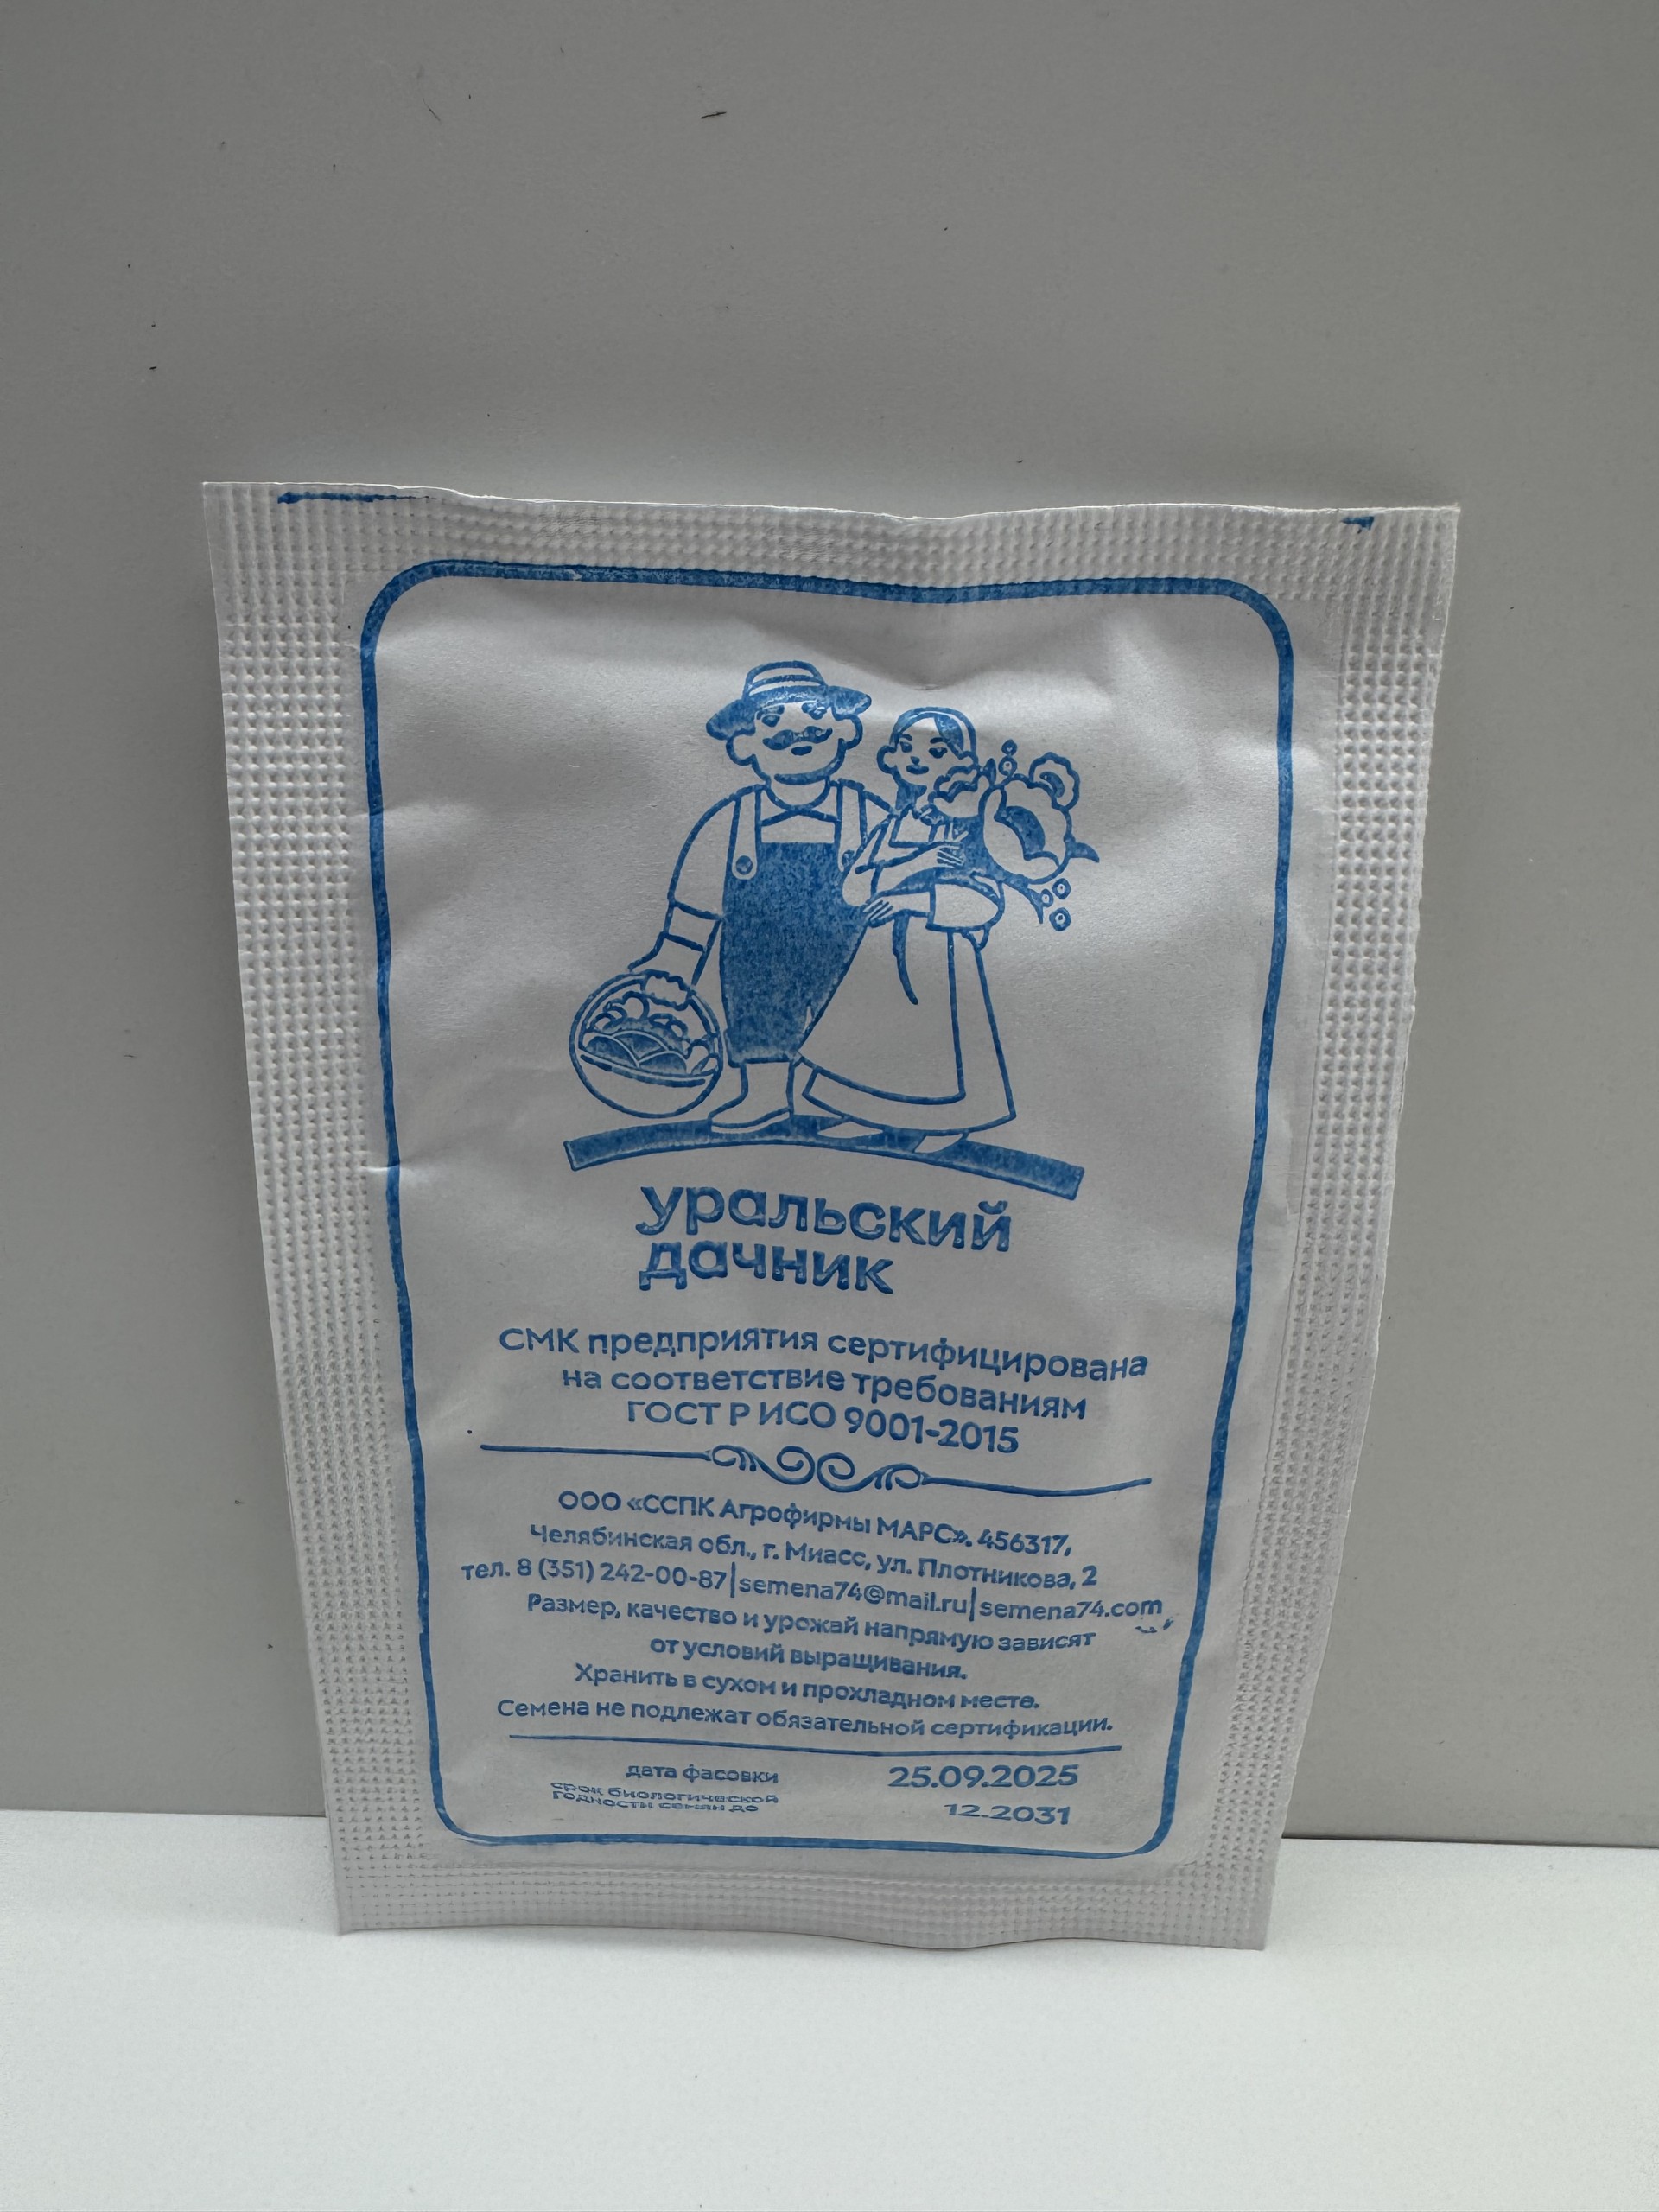 уральский
дачник
СМК предприятия сертифицирована
на соответствие требованиям
ГОСТ Р ИСО 9001-2015
ООО «ССПК Агрофирмы МАРС». 456317,
Челябинская обл., г. Миасс, ул. Плотникова, 2
тел. 8 (351) 242-00-87|semena74@mail.ru|semena74.com
Размер, качество и урожай напрямую зависят
от условий выращивания.
Хранить в сухом и прохладном месте.
Семена не подлежат обязательной сертификации.
дата фасовки 25.09.2025
срок биологической
годности семян до 12.2031